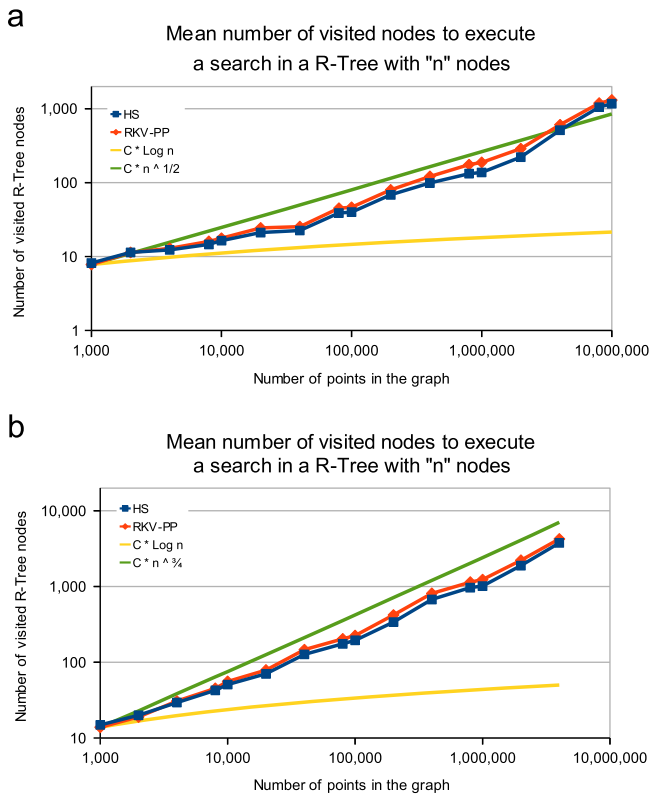 a
Mean number of visited nodes to execute
a search in a R-Tree with "n" nodes
Number of visited R-Tree nodes
1,000
100
10
1
HS
RKV-PP
C * Log n
C * n ^ 1/2
1,000
10,000
100,000
1,000,000
10,000,000
Number of points in the graph
b
Mean number of visited nodes to execute
a search in a R-Tree with "n" nodes
Number of visited R-Tree nodes
10,000
1,000
100
10
HS
RKV-PP
C * Log n
C * n ^ ¾
1,000
10,000
100,000
1,000,000
10,000,000
Number of points in the graph